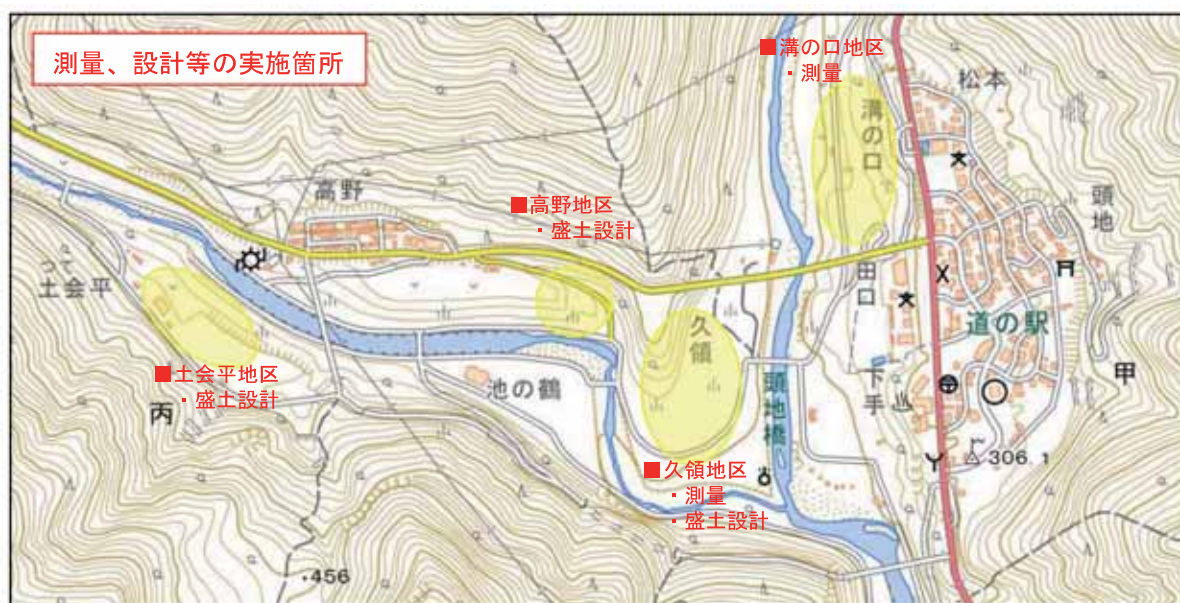 測量、設計等の実施箇所
■溝の口地区
・測量
松本
溝の口
高野
■高野地区
・盛土設計
頭地
つえ
土会平
田口
道の駅
久領
■土会平地区
・盛土設計
丙
池の鶴
頭地橋
下手
甲
306.1
■久領地区
・測量
・盛土設計
・456